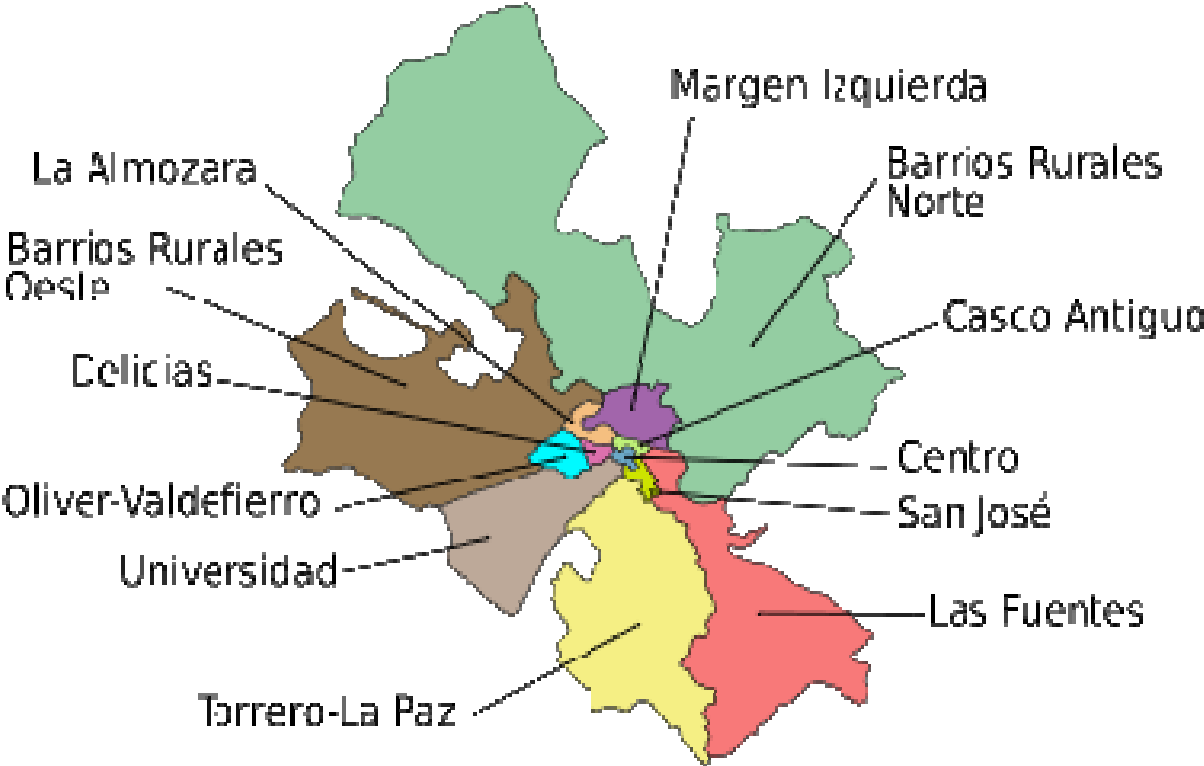 Margen Izquierda
La Almozara
Barrios Rurales
Norte
Barrios Rurales
Oeste
Casco Antiguo
Delicias
Centro
Oliver-Valdefierro
San José
Universidad
Las Fuentes
Torrero-La Paz